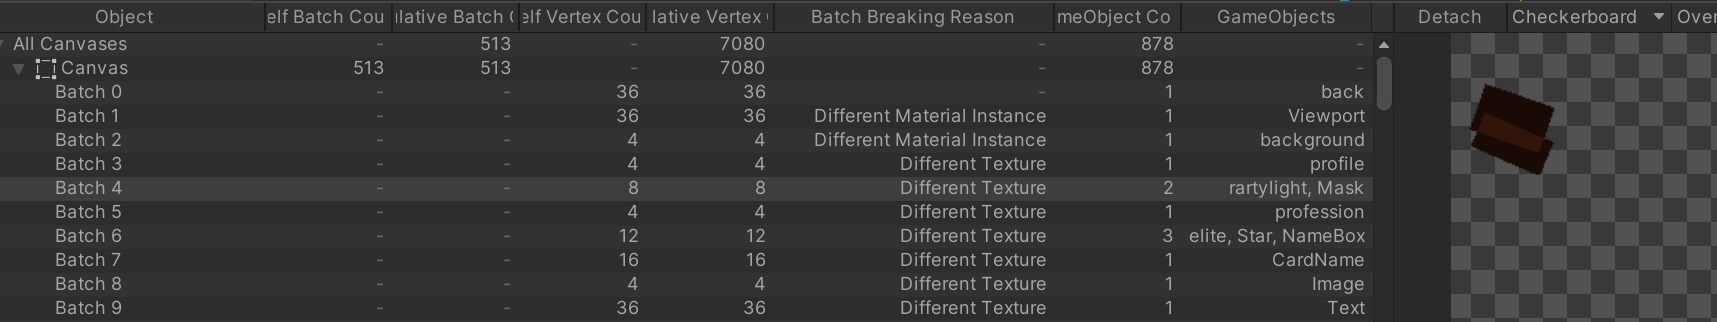 Object elf Batch Cou ulative Batch C elf Vertex Cou lative Vertex Batch Breaking Reason meObject Co GameObjects Detach Checkerboard Over
All Canvases - 513 - 7080 - 878 -
Canvas 513 513 - 7080 - 878 -
Batch 0 - - 36 36 - 1 back
Batch 1 - - 36 36 Different Material Instance 1 Viewport
Batch 2 - - 4 4 Different Material Instance 1 background
Batch 3 - - 4 4 Different Texture 1 profile
Batch 4 - - 8 8 Different Texture 2 rartylight, Mask
Batch 5 - - 4 4 Different Texture 1 profession
Batch 6 - - 12 12 Different Texture 3 elite, Star, NameBox
Batch 7 - - 16 16 Different Texture 1 CardName
Batch 8 - - 4 4 Different Texture 1 Image
Batch 9 - - 36 36 Different Texture 1 Text